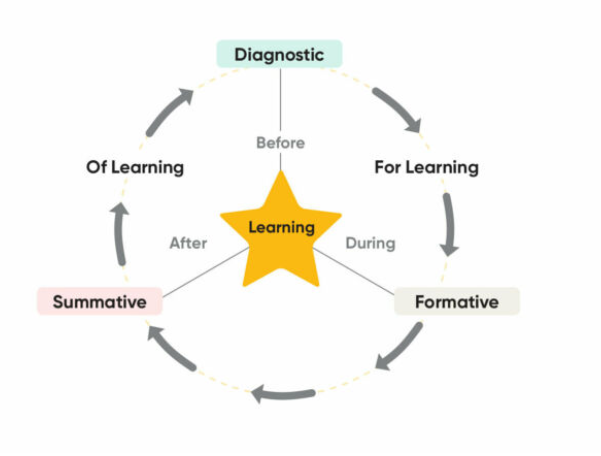 Diagnostic
Before
Of Learning
For Learning
Learning
After
During
Summative
Formative